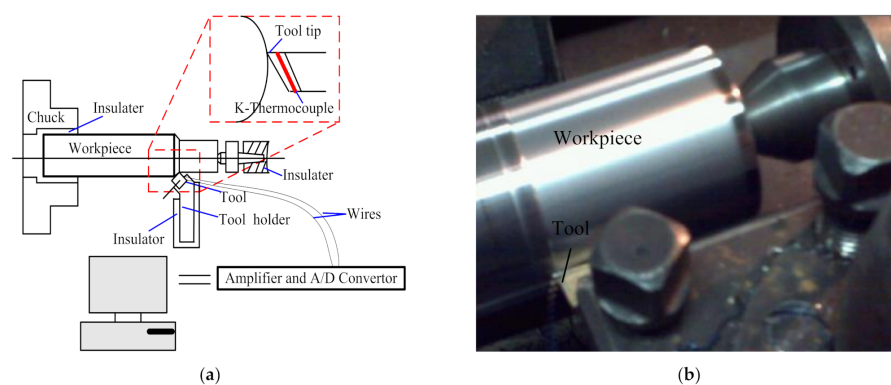 Tool tip
K-Thermocouple
Chuck
Insulater
Workpiece
Insulater
Tool
Tool holder
Insulator
Wires
Amplifier and A/D Convertor
(a)
Workpiece
Tool
(b)